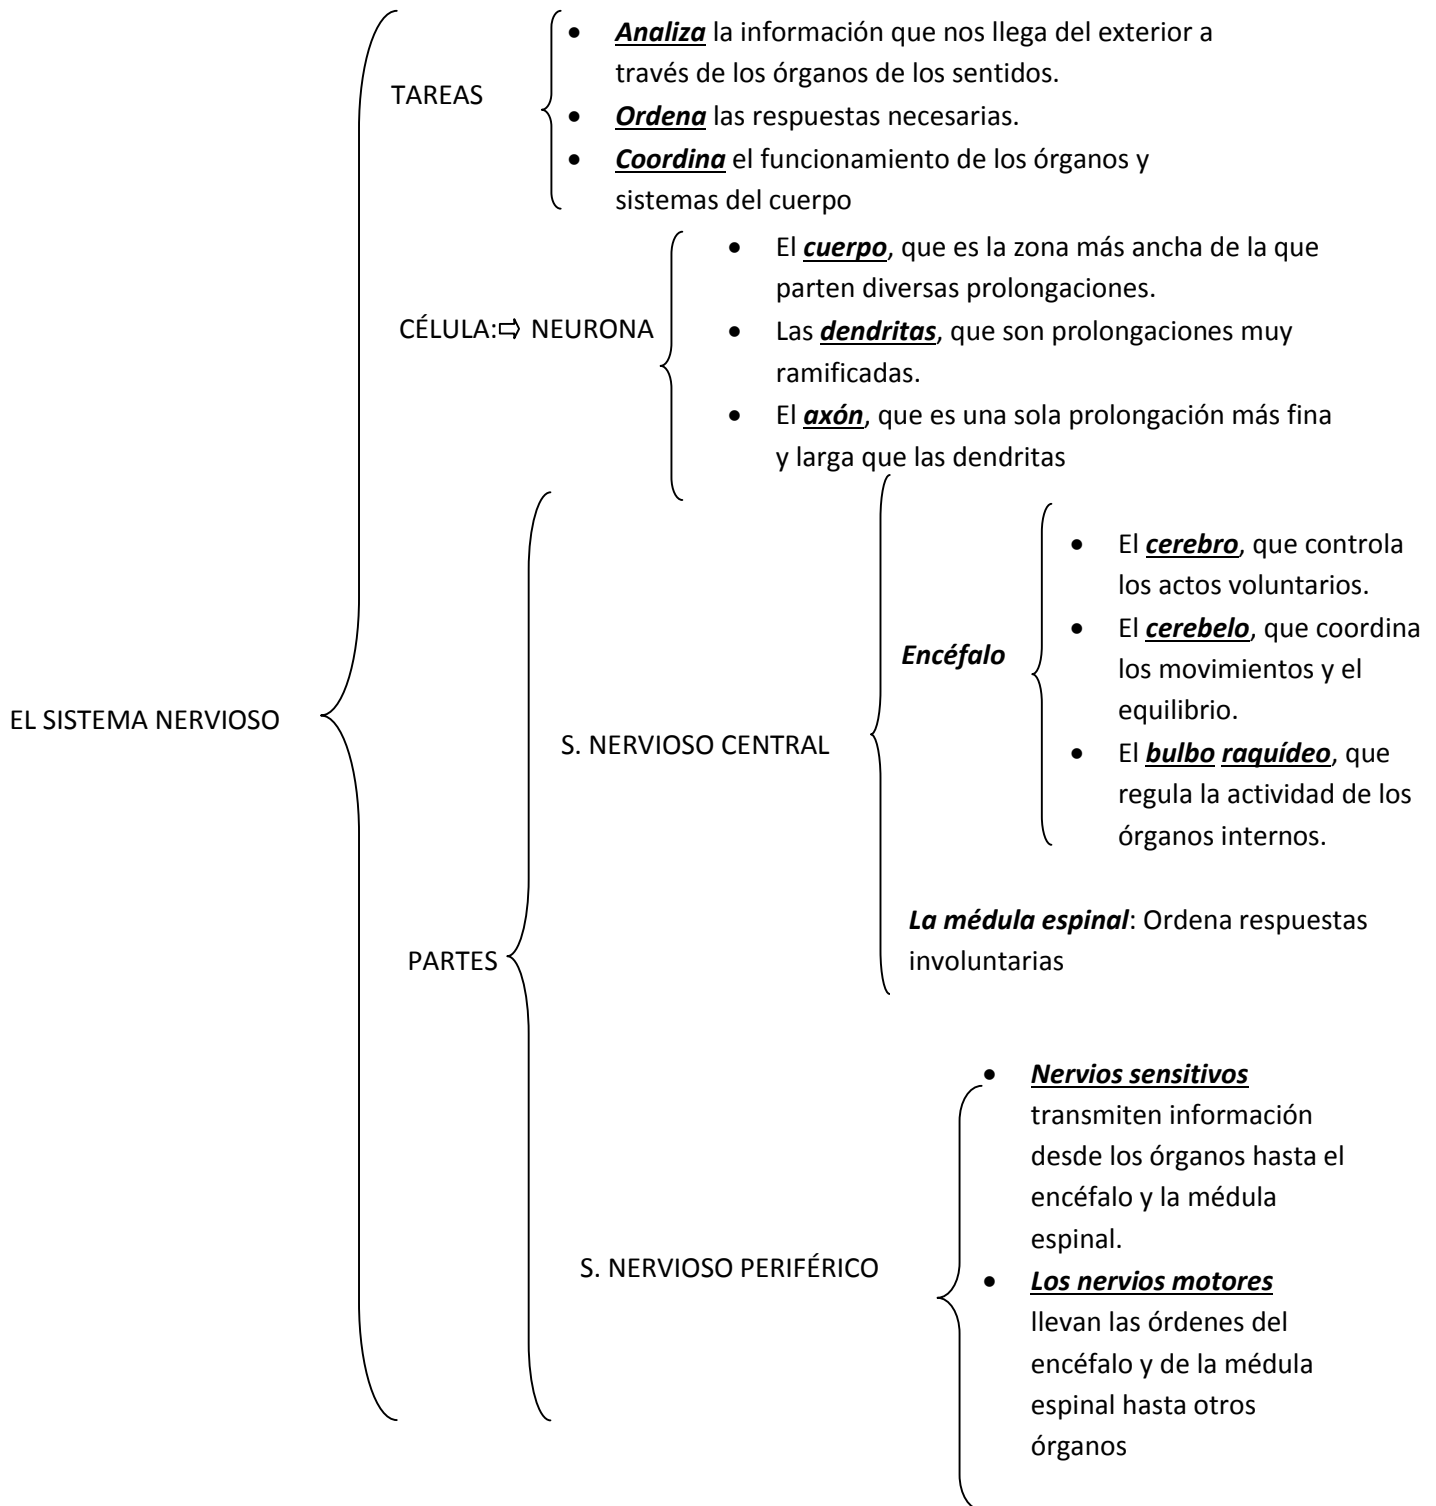 TAREAS
• Analiza la información que nos llega del exterior a
través de los órganos de los sentidos.
• Ordena las respuestas necesarias.
• Coordina el funcionamiento de los órganos y
sistemas del cuerpo
CÉLULA:⇨ NEURONA
• El cuerpo, que es la zona más ancha de la que
parten diversas prolongaciones.
• Las dendritas, que son prolongaciones muy
ramificadas.
• El axón, que es una sola prolongación más fina
y larga que las dendritas
EL SISTEMA NERVIOSO
PARTES
S. NERVIOSO CENTRAL
Encéfalo
• El cerebro, que controla
los actos voluntarios.
• El cerebelo, que coordina
los movimientos y el
equilibrio.
• El bulbo raquídeo, que
regula la actividad de los
órganos internos.
La médula espinal: Ordena respuestas
involuntarias
S. NERVIOSO PERIFÉRICO
• Nervios sensitivos
transmiten información
desde los órganos hasta el
encéfalo y la médula
espinal.
• Los nervios motores
llevan las órdenes del
encéfalo y de la médula
espinal hasta otros
órganos